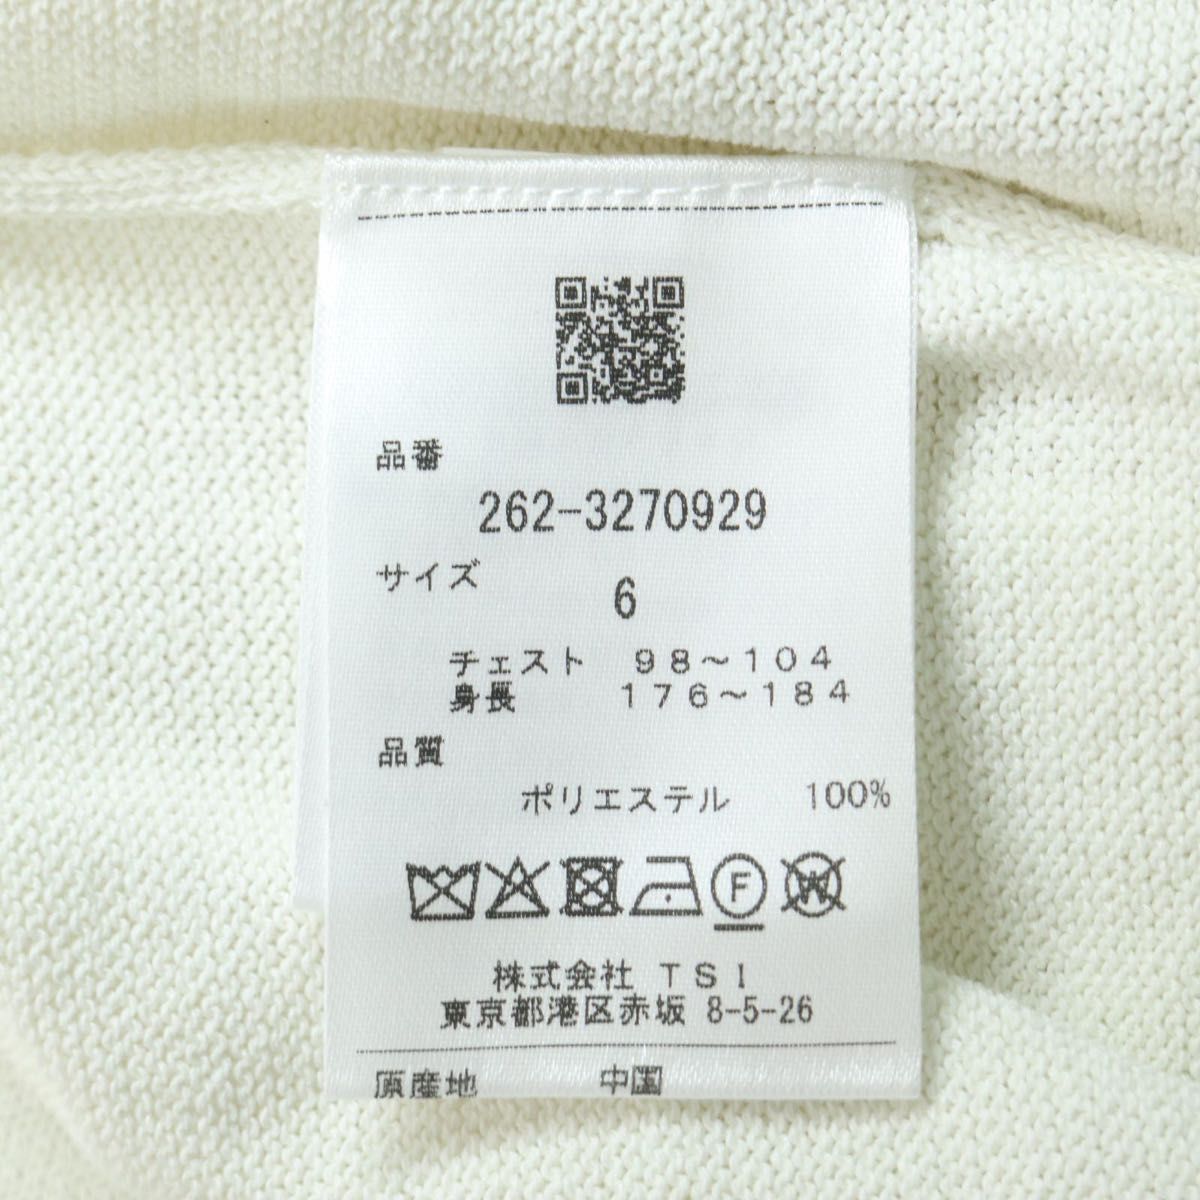 品番
262-3270929
サイズ
6
チェスト 98~104
身長 176~184
品質
ポリエステル 100%
F
W
株式会社 TSI
東京都港区赤坂 8-5-26
原産地 中国